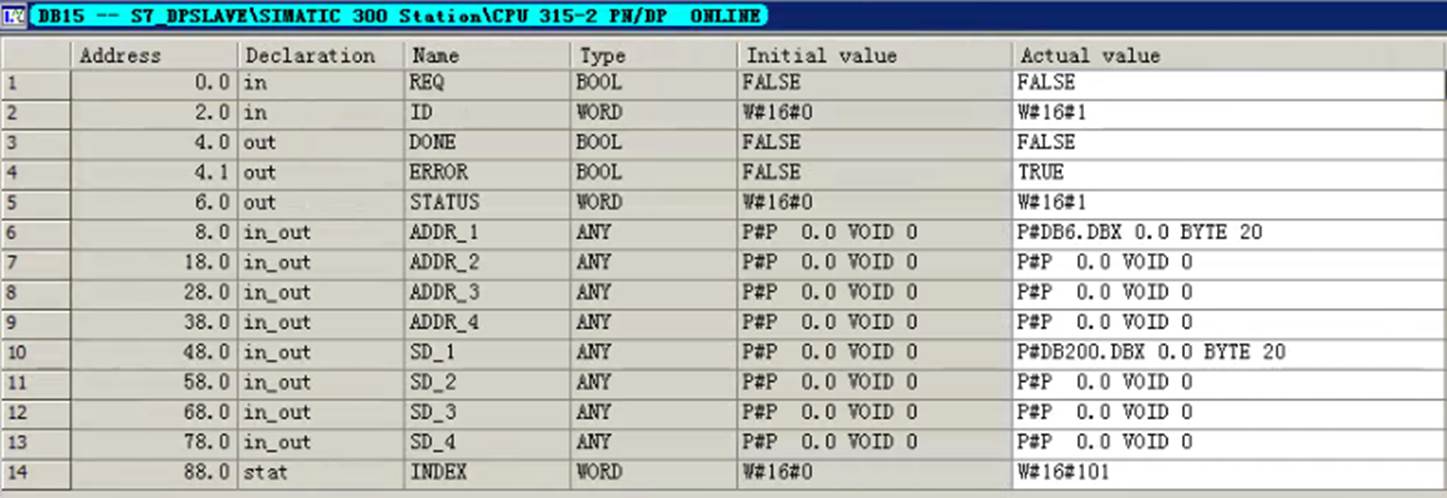 DB15 -- S7_DPSLAVE\SIMATIC 300 Station\CPU 315-2 PN/DP ONLINE
Address Declaration Name Type Initial value Actual value
1 0.0 in REQ BOOL FALSE FALSE
2 2.0 in ID WORD W#16#0 W#16#1
3 4.0 out DONE BOOL FALSE FALSE
4 4.1 out ERROR BOOL FALSE TRUE
5 6.0 out STATUS WORD W#16#0 W#16#1
6 8.0 in_out ADDR_1 ANY P#P 0.0 VOID 0 P#DB6.DBX 0.0 BYTE 20
7 18.0 in_out ADDR_2 ANY P#P 0.0 VOID 0 P#P 0.0 VOID 0
8 28.0 in_out ADDR_3 ANY P#P 0.0 VOID 0 P#P 0.0 VOID 0
9 38.0 in_out ADDR_4 ANY P#P 0.0 VOID 0 P#P 0.0 VOID 0
10 48.0 in_out SD_1 ANY P#P 0.0 VOID 0 P#DB200.DBX 0.0 BYTE 20
11 58.0 in_out SD_2 ANY P#P 0.0 VOID 0 P#P 0.0 VOID 0
12 68.0 in_out SD_3 ANY P#P 0.0 VOID 0 P#P 0.0 VOID 0
13 78.0 in_out SD_4 ANY P#P 0.0 VOID 0 P#P 0.0 VOID 0
14 88.0 stat INDEX WORD W#16#0 W#16#101